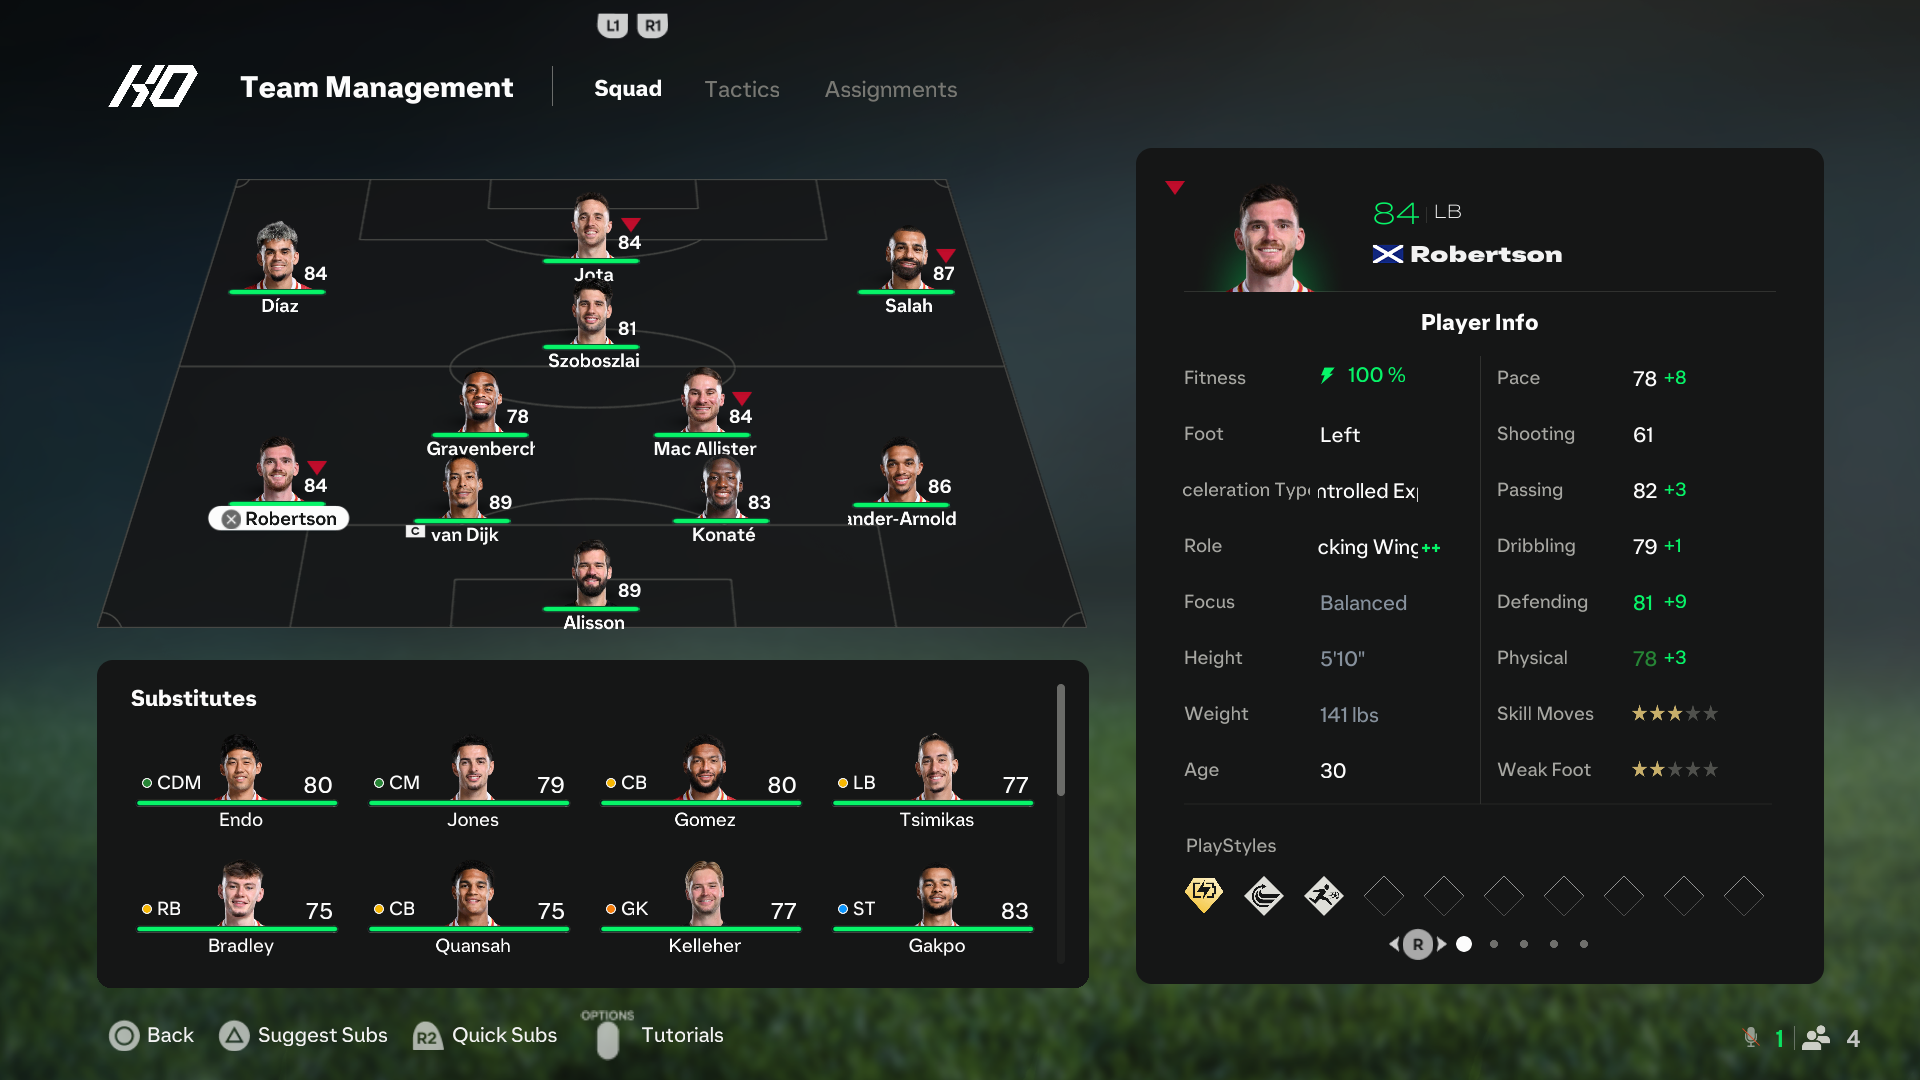 L1 R1
KO Team Management Squad Tactics Assignments
84 Jota
84 Díaz
87 Salah
81 Szoboszlai
78 Gravenberch
84 Mac Allister
84 Robertson
89 C van Dijk
83 Konaté
86 ander-Arnold
89 Alisson
Substitutes
CDM 80 Endo
CM 79 Jones
CB 80 Gomez
LB 77 Tsimikas
RB 75 Bradley
CB 75 Quansah
GK 77 Kelleher
ST 83 Gakpo
84 LB
Robertson
Player Info
Fitness 100 %
Foot Left
celeration Type ntrolled Exp
Role cking Wing ++
Focus Balanced
Height 5'10"
Weight 141 lbs
Age 30
Pace 78 +8
Shooting 61
Passing 82 +3
Dribbling 79 +1
Defending 81 +9
Physical 78 +3
Skill Moves
Weak Foot
PlayStyles
R
Back Suggest Subs R2 Quick Subs OPTIONS Tutorials
1 4